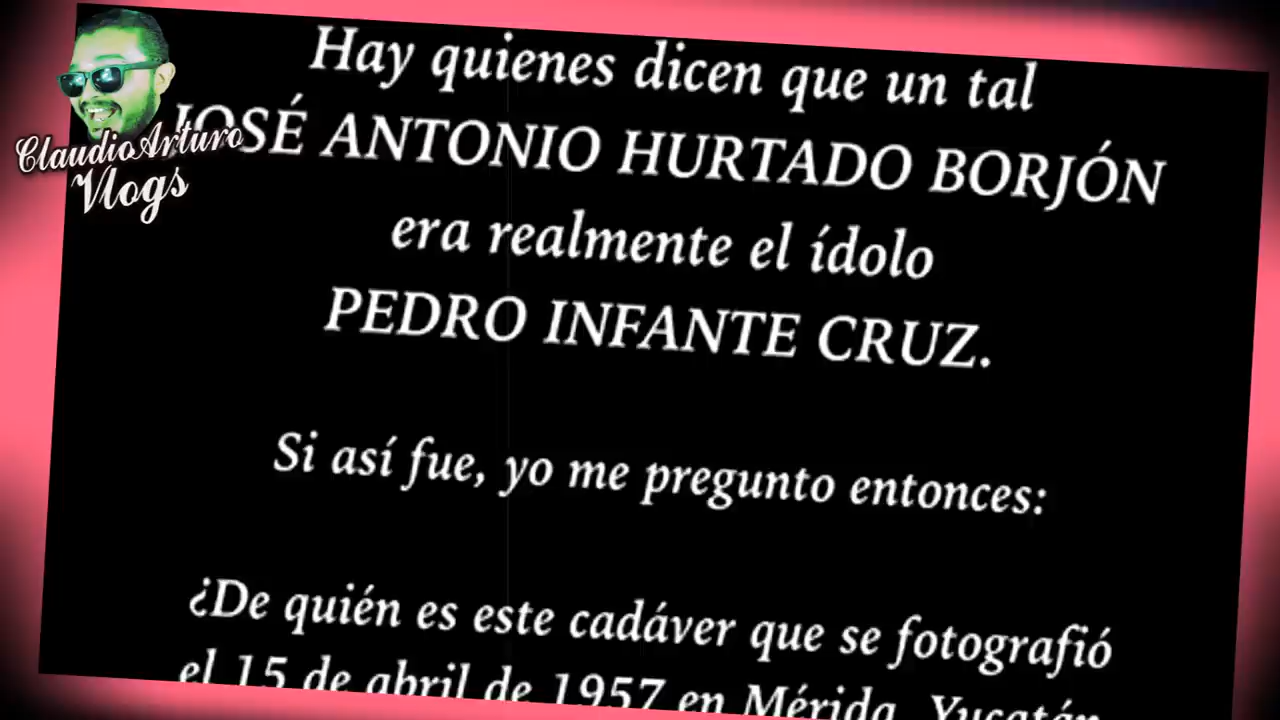 ClaudioArturo
Vlogs
Hay quienes dicen que un tal
JOSÉ ANTONIO HURTADO BORJÓN
era realmente el ídolo
PEDRO INFANTE CRUZ.
Si así fue, yo me pregunto entonces:
¿De quién es este cadáver que se fotografió
el 15 de abril de 1957 en Mérida, Yucatán